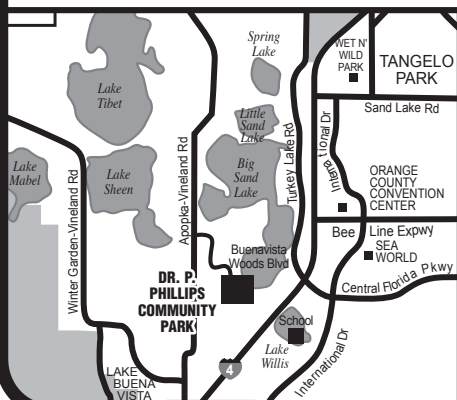 Spring
Lake
WET N'
WILD
PARK
TANGELO
PARK
Lake
Tibet
Sand Lake Rd
Little
Sand
Lake
Turkey Lake Rd
International Dr
Apopka-Vineland Rd
Big
Sand
Lake
Lake
Mabel
Lake
Sheen
Winter Garden-Vineland Rd
ORANGE
COUNTY
CONVENTION
CENTER
Bee Line Expwy
SEA
WORLD
Buenavista
Woods Blvd
Central Florida Pkwy
DR. P.
PHILLIPS
COMMUNITY
PARK
School
Lake
Willis
International Dr
4
LAKE
BUENA
VISTA